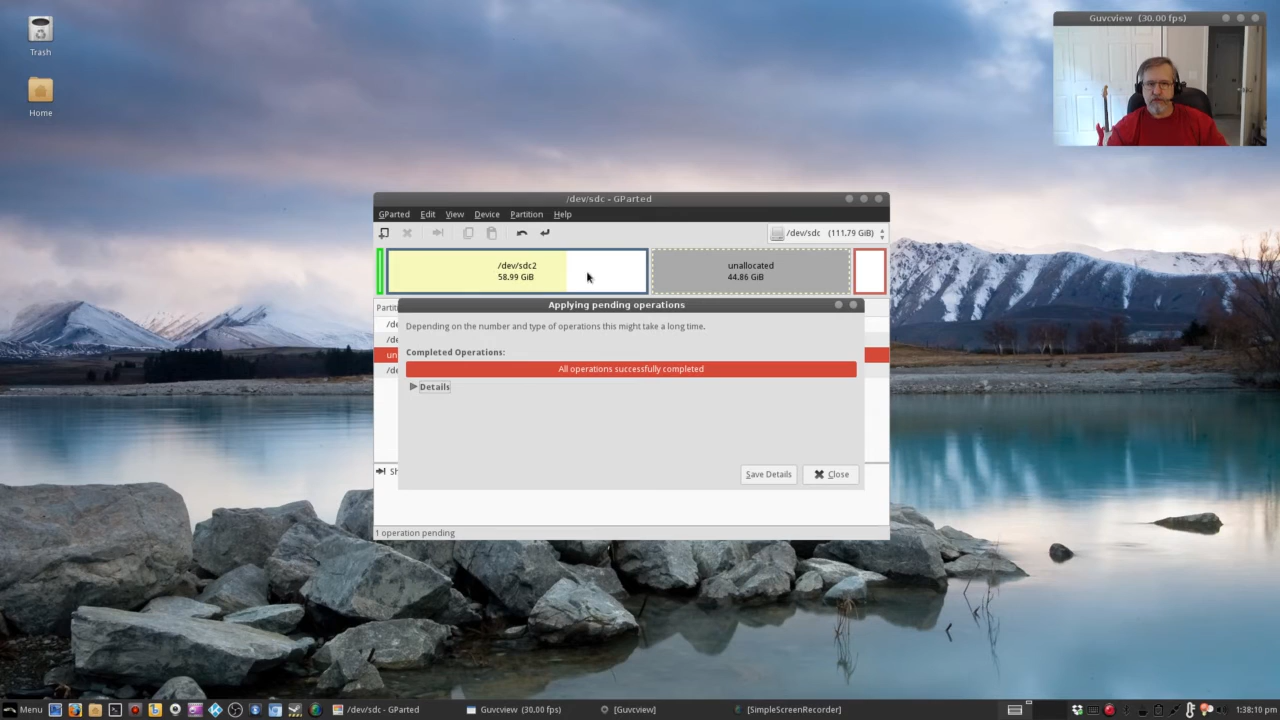 Guvcview (30.00 fps)
Trash
Home
/dev/sdc - GParted
GParted Edit View Device Partition Help
/dev/sdc (111.79 GiB)
/dev/sdc2
58.99 GiB
unallocated
44.86 GiB
Applying pending operations
Depending on the number and type of operations this might take a long time.
Completed Operations:
All operations successfully completed
Details
Save Details
Close
1 operation pending
Menu
/dev/sdc - GParted
Guvcview (30.00 fps)
[Guvcview]
[SimpleScreenRecorder]
1:38:10 pm